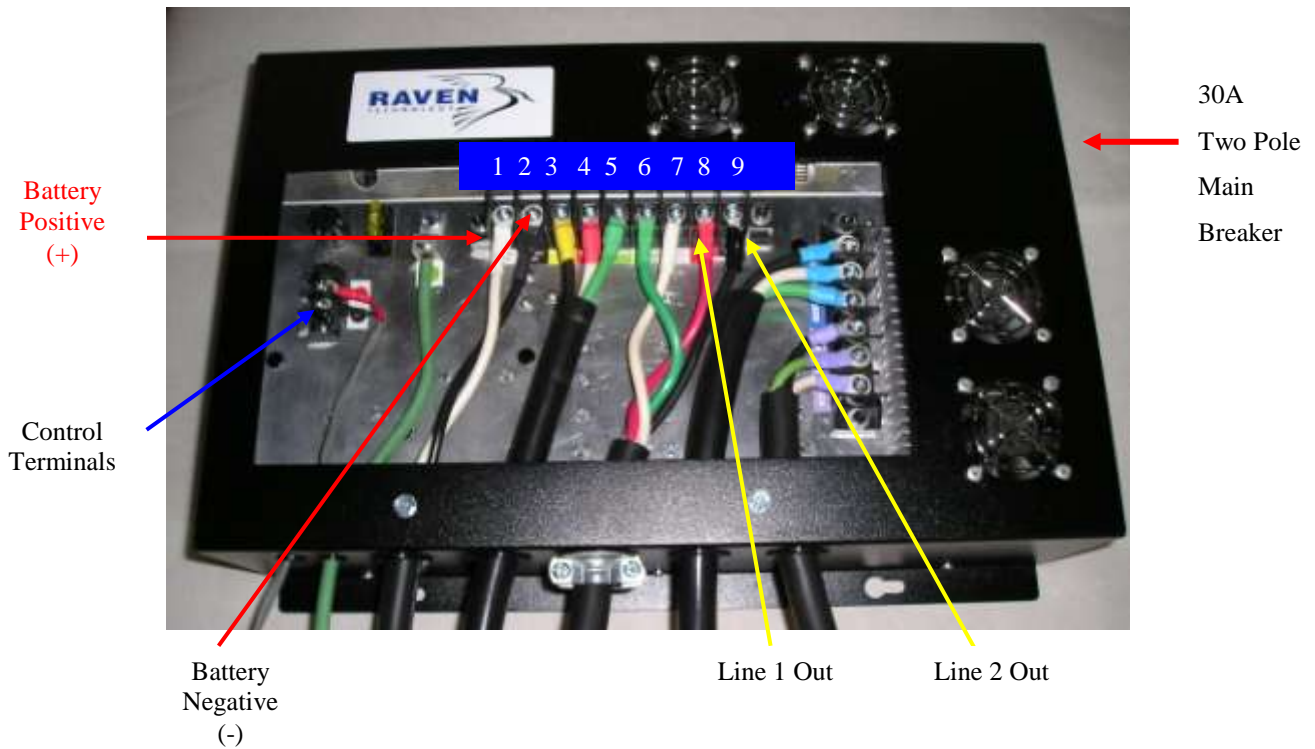 RAVEN
TECHNOLOGY
1 2 3 4 5 6 7 8 9
30A
Two Pole
Main
Breaker
Battery
Positive
(+)
Control
Terminals
Battery
Negative
(-)
Line 1 Out
Line 2 Out